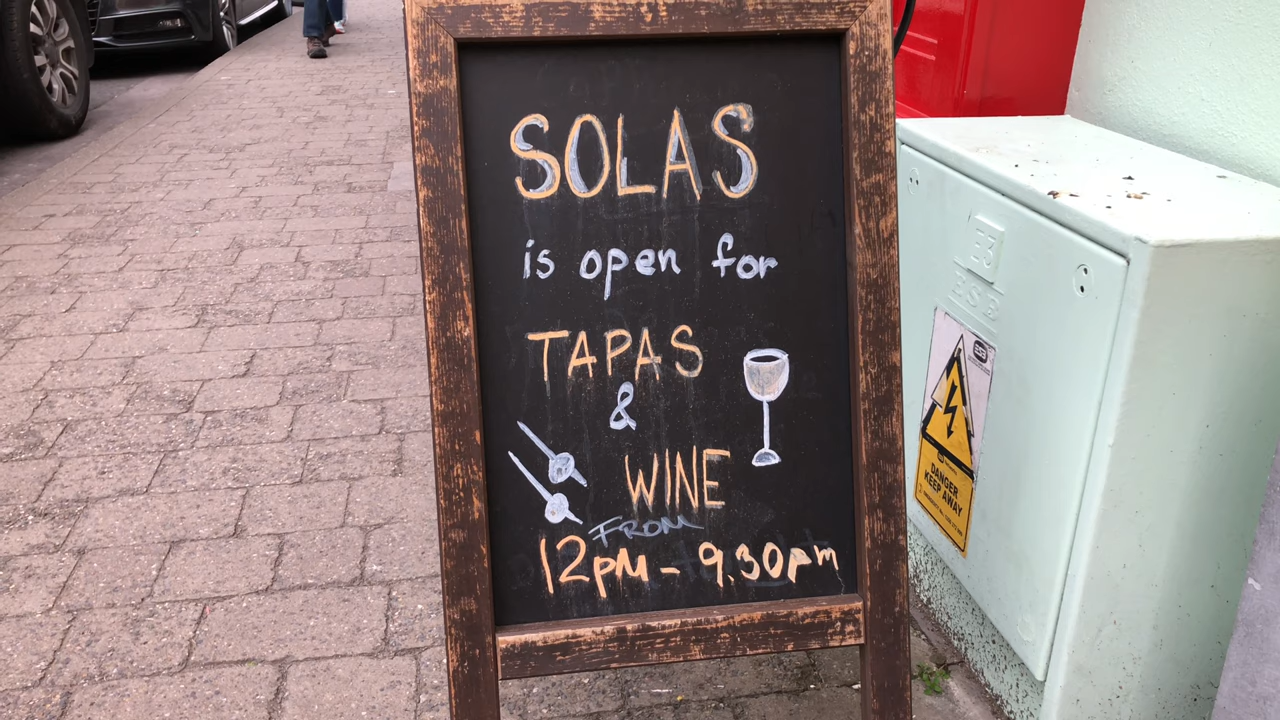 SOLAS
is open for
TAPAS
&
WINE
FROM
12pm - 9.30pm
DANGER
KEEP AWAY